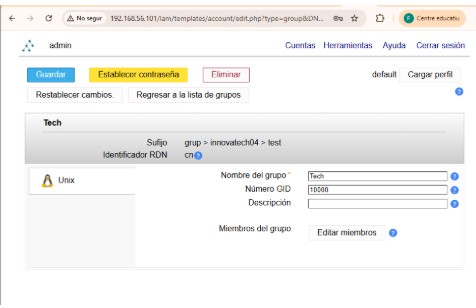 No segur 192.168.56.101/lam/templates/account/edit.php?type=group&DN...
Centre educatiu
admin Cuentas Herramientas Ayuda Cerrar sesión
Guardar Establecer contraseña Eliminar default Cargar perfil
Restablecer cambios. Regresar a la lista de grupos
Tech
Sufijo grup > innovatech04 > test
Identificador RDN cn
Unix
Nombre del grupo* Tech
Número GID 10000
Descripción
Miembros del grupo Editar miembros